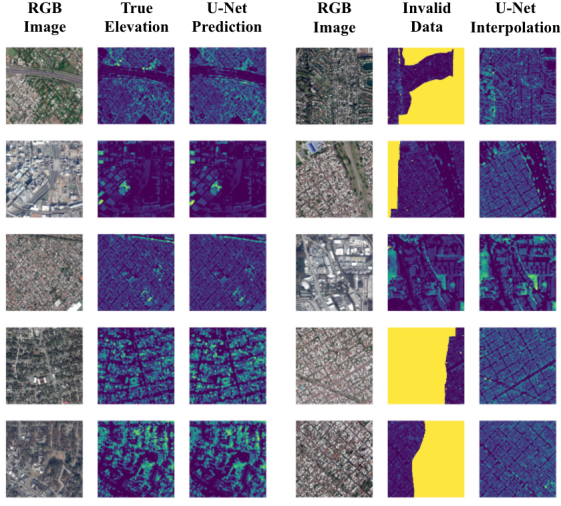 RGB
Image
True
Elevation
U-Net
Prediction
RGB
Image
Invalid
Data
U-Net
Interpolation